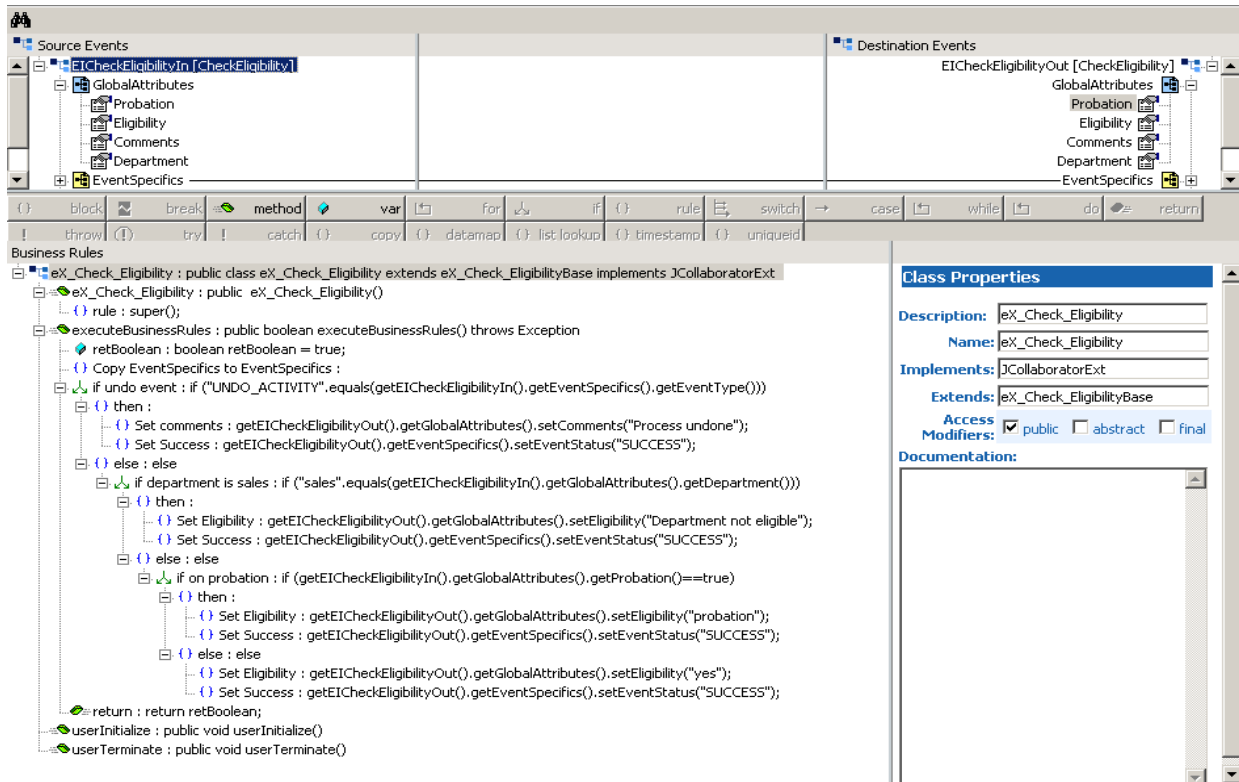 Source Events
Destination Events
EICheckEligibilityIn [CheckEligibility]
EICheckEligibilityOut [CheckEligibility]
GlobalAttributes
GlobalAttributes
Probation
Probation
Eligibility
Eligibility
Comments
Comments
Department
Department
EventSpecifics
EventSpecifics
{} block break method var for if {} rule switch case while do return
! throw (!) try ! catch {} copy {} datamap {} list lookup {} timestamp {} uniqueid
Business Rules
eX_Check_Eligibility : public class eX_Check_Eligibility extends eX_Check_EligibilityBase implements JCollaboratorExt
eX_Check_Eligibility : public eX_Check_Eligibility()
{} rule : super();
executeBusinessRules : public boolean executeBusinessRules() throws Exception
retBoolean : boolean retBoolean = true;
{} Copy EventSpecifics to EventSpecifics :
if undo event : if ("UNDO_ACTIVITY".equals(getEICheckEligibilityIn().getEventSpecifics().getEventType()))
{} then :
{} Set comments : getEICheckEligibilityOut().getGlobalAttributes().setComments("Process undone");
{} Set Success : getEICheckEligibilityOut().getEventSpecifics().setEventStatus("SUCCESS");
{} else : else
if department is sales : if ("sales".equals(getEICheckEligibilityIn().getGlobalAttributes().getDepartment()))
{} then :
{} Set Eligibility : getEICheckEligibilityOut().getGlobalAttributes().setEligibility("Department not eligible");
{} Set Success : getEICheckEligibilityOut().getEventSpecifics().setEventStatus("SUCCESS");
{} else : else
if on probation : if (getEICheckEligibilityIn().getGlobalAttributes().getProbation()==true)
{} then :
{} Set Eligibility : getEICheckEligibilityOut().getGlobalAttributes().setEligibility("probation");
{} Set Success : getEICheckEligibilityOut().getEventSpecifics().setEventStatus("SUCCESS");
{} else : else
{} Set Eligibility : getEICheckEligibilityOut().getGlobalAttributes().setEligibility("yes");
{} Set Success : getEICheckEligibilityOut().getEventSpecifics().setEventStatus("SUCCESS");
return : return retBoolean;
userInitialize : public void userInitialize()
userTerminate : public void userTerminate()
Class Properties
Description: eX_Check_Eligibility
Name: eX_Check_Eligibility
Implements: JCollaboratorExt
Extends: eX_Check_EligibilityBase
Access Modifiers: public abstract final
Documentation: